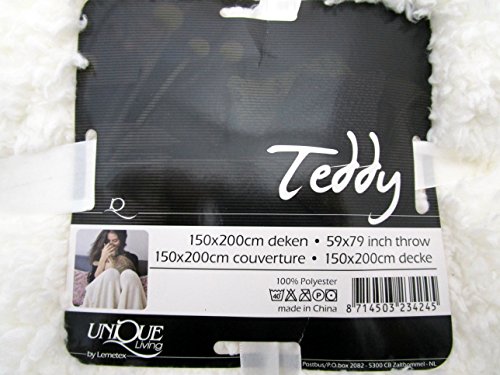 Teddy
150x200cm deken • 59x79 inch throw
150x200cm couverture • 150x200cm decke
100% Polyester
40
made in China
8 714503 234245
UNIQUE
Living
by Lemetex
Postbus/P.O.box 2082 - 5300 CB Zaltbommel - NL